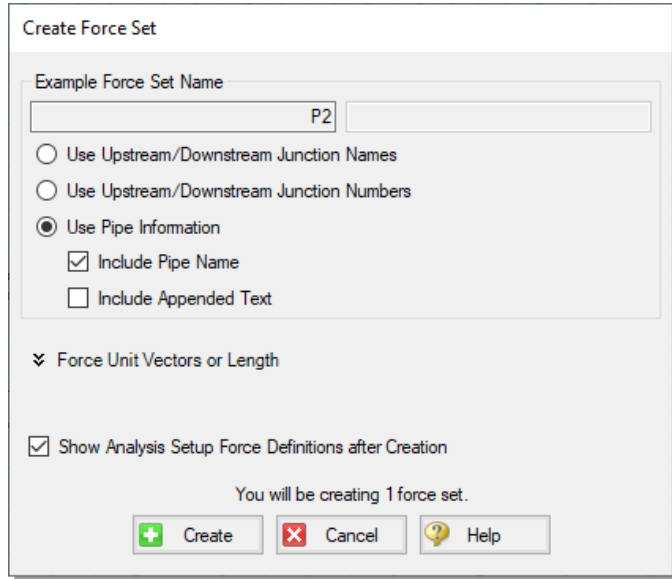 Create Force Set
Example Force Set Name
P2
Use Upstream/Downstream Junction Names
Use Upstream/Downstream Junction Numbers
Use Pipe Information
Include Pipe Name
Include Appended Text
Force Unit Vectors or Length
Show Analysis Setup Force Definitions after Creation
You will be creating 1 force set.
Create Cancel Help